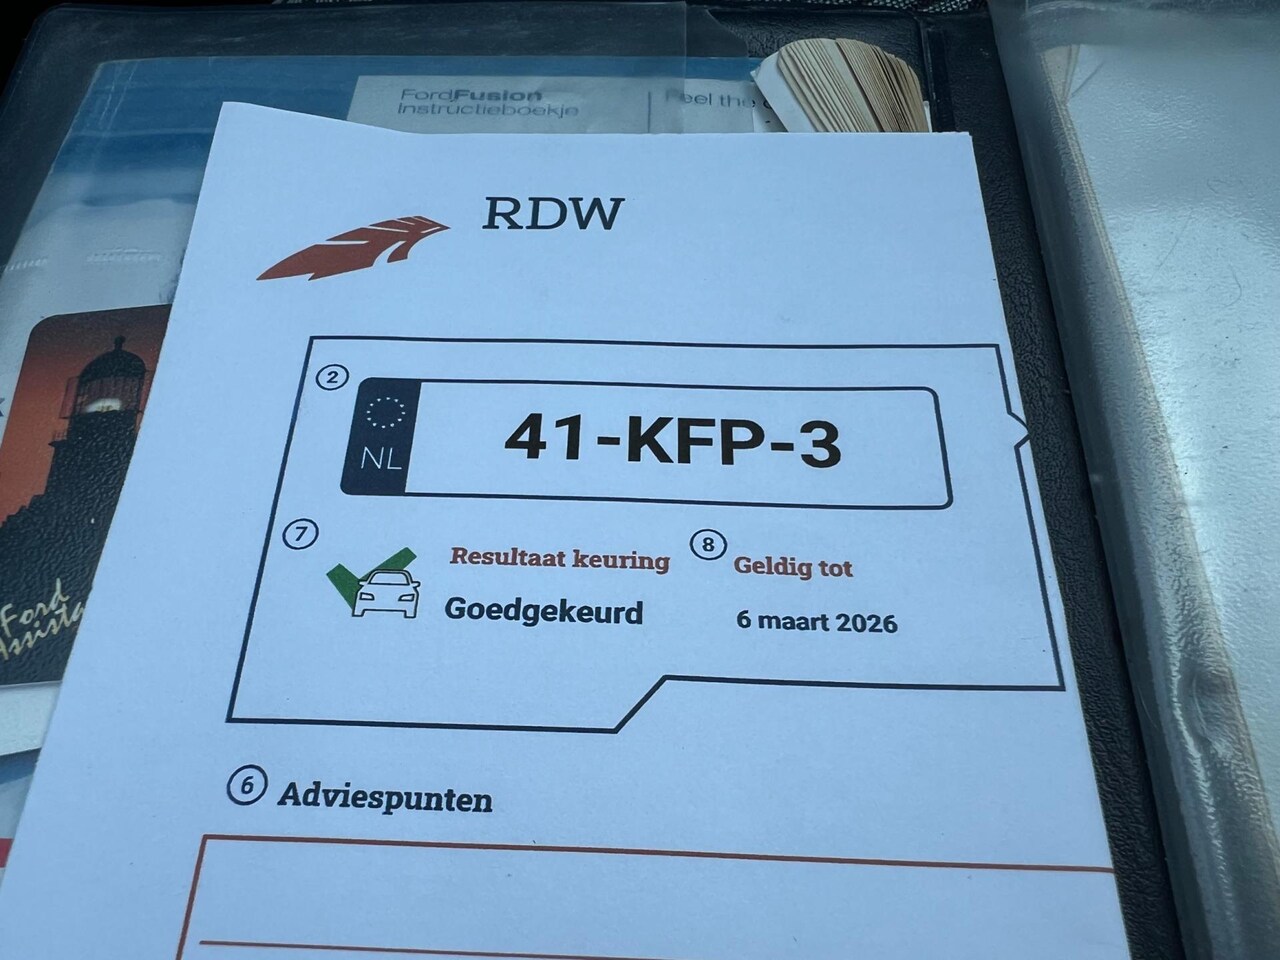 FordFusion
Instructieboekje
Feel the
RDW
2
NL
41-KFP-3
7
Resultaat keuring
Goedgekeurd
8
Geldig tot
6 maart 2026
Ford
6 Adviespunten